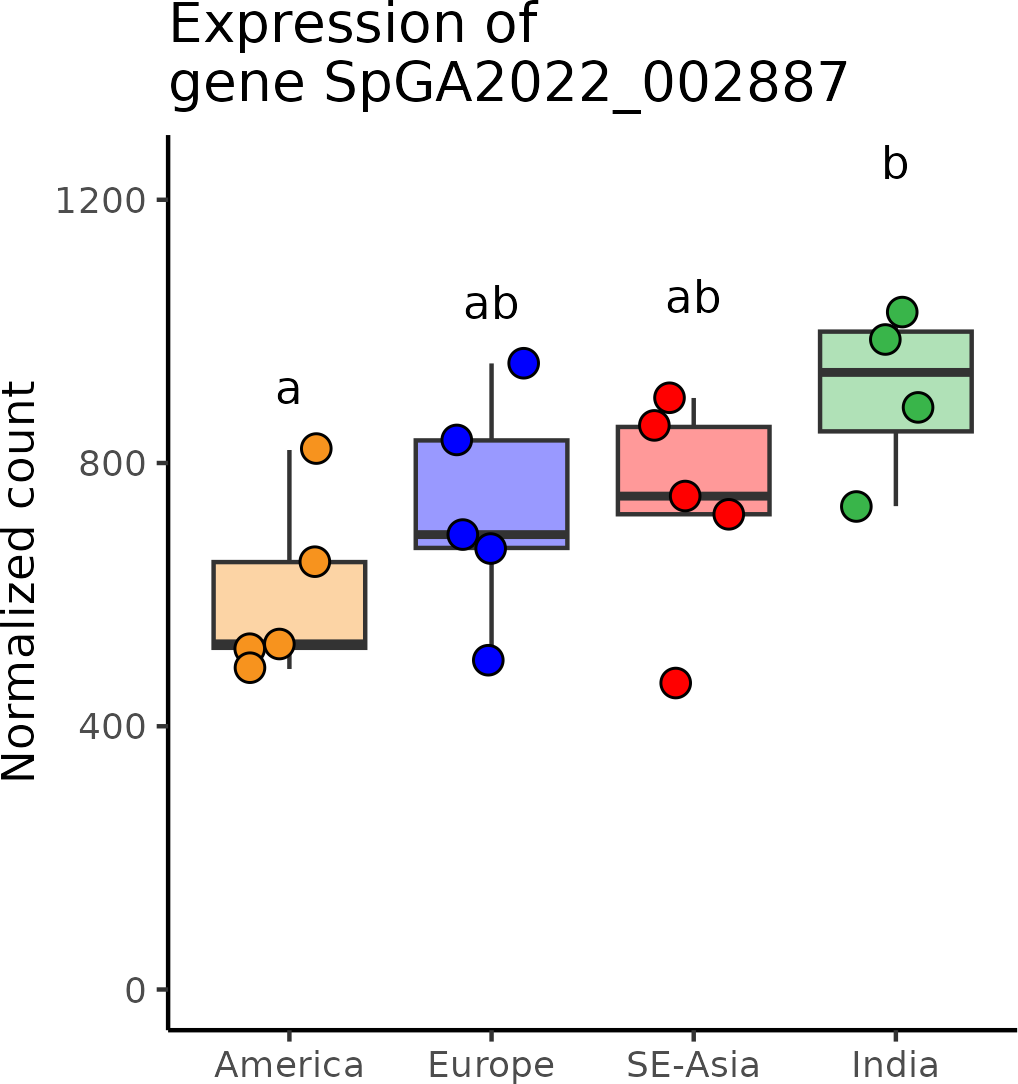 Expression of
gene SpGA2022_002887
Normalized count
1200
800
400
0
a
ab
ab
b
America
Europe
SE-Asia
India